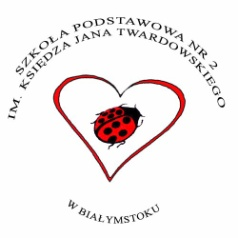 SZKOŁA PODSTAWOWA NR 2
IM. KSIĘDZA JANA TWARDOWSKIEGO
W BIAŁYMSTOKU